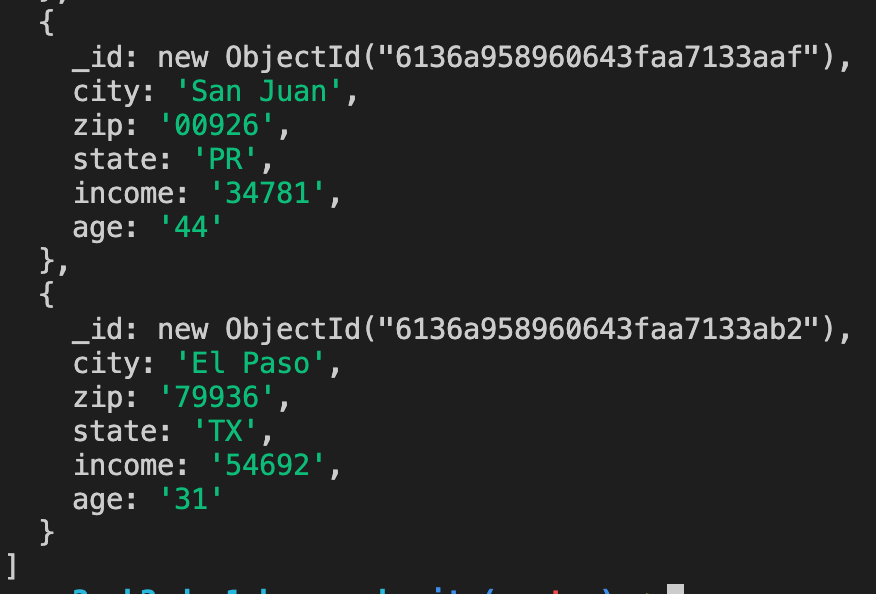 },
{
_id: new ObjectId("6136a958960643faa7133aaf"),
city: 'San Juan',
zip: '00926',
state: 'PR',
income: '34781',
age: '44'
},
{
_id: new ObjectId("6136a958960643faa7133ab2"),
city: 'El Paso',
zip: '79936',
state: 'TX',
income: '54692',
age: '31'
}
]